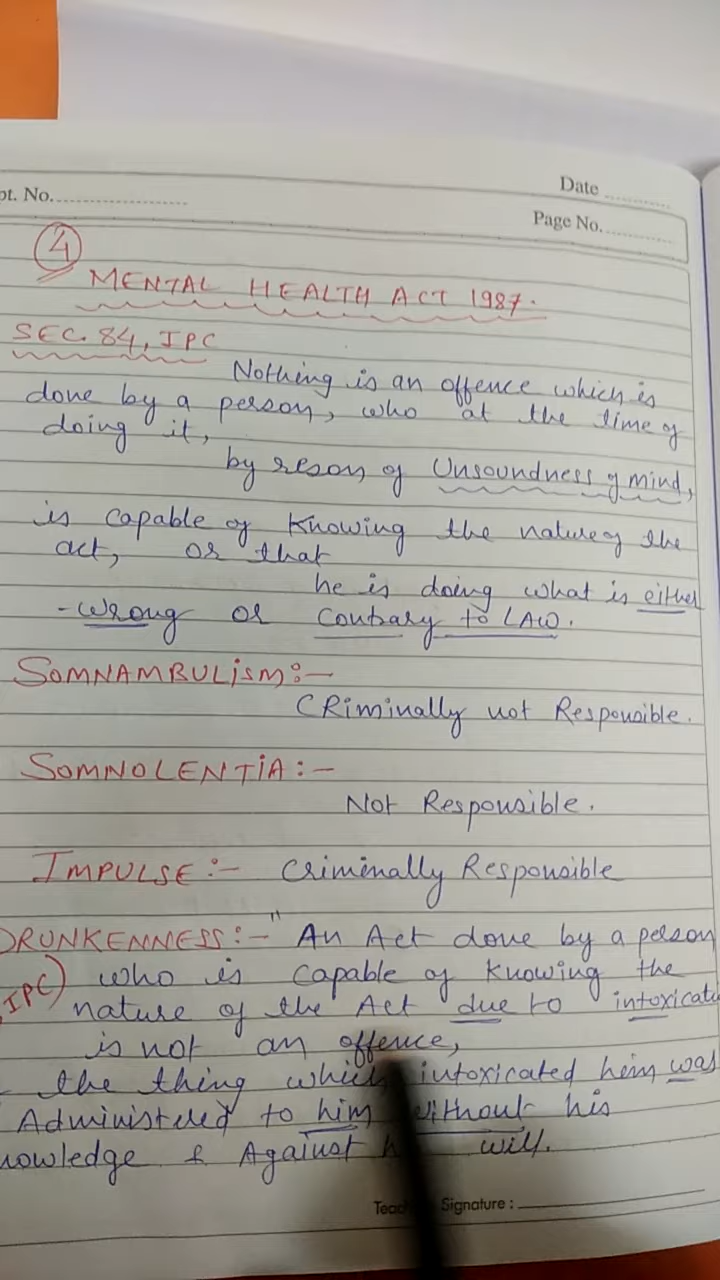 pt. No.
Date
Page No.
4
MENTAL HEALTH ACT 1987.
SEC. 84, IPC
Nothing is an offence which is
done by a person, who at the time of
doing it,
by reson of Unsoundness of mind,
is capable of knowing the nature of the
act, or that
he is doing what is either
-wrong or Contrary to LAW.
SOMNAMBULiSM:-
CRiminally not Responsible.
SOMNOLENTiA:-
Not Responsible.
IMPULSE:- Criminally Responsible
DRUNKENNESS:- "An Act done by a person
IPC) who is capable of knowing the
nature of the Act due to intoxicati
is not an offence,
the thing which intoxicated him was
Administered to him without his
nowledge & Against will.
Signature :